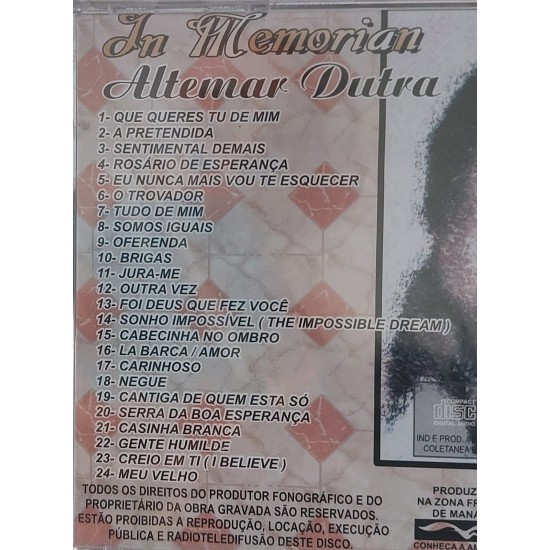 In Memorian
Altemar Dutra
1- QUE QUERES TU DE MIM
2- A PRETENDIDA
3- SENTIMENTAL DEMAIS
4- ROSÁRIO DE ESPERANÇA
5- EU NUNCA MAIS VOU TE ESQUECER
6- O TROVADOR
7- TUDO DE MIM
8- SOMOS IGUAIS
9- OFERENDA
10- BRIGAS
11- JURA-ME
12- OUTRA VEZ
13- FOI DEUS QUE FEZ VOCÊ
14- SONHO IMPOSSÍVEL ( THE IMPOSSIBLE DREAM )
15- CABECINHA NO OMBRO
16- LA BARCA / AMOR
17- CARINHOSO
18- NEGUE
19- CANTIGA DE QUEM ESTA SÓ
20- SERRA DA BOA ESPERANÇA
21- CASINHA BRANCA
22- GENTE HUMILDE
23- CREIO EM TI ( I BELIEVE )
24- MEU VELHO
TODOS OS DIREITOS DO PRODUTOR FONOGRÁFICO E DO
PROPRIETÁRIO DA OBRA GRAVADA SÃO RESERVADOS.
ESTÃO PROIBIDAS A REPRODUÇÃO, LOCAÇÃO, EXECUÇÃO
PÚBLICA E RADIOTELEDIFUSÃO DESTE DISCO.
COMPACT
disc
DIGITAL AUDIO
IND E PROD.
COLETANEA
PRODUZ
NA ZONA FR
DE MANA
CONHEÇA A AM